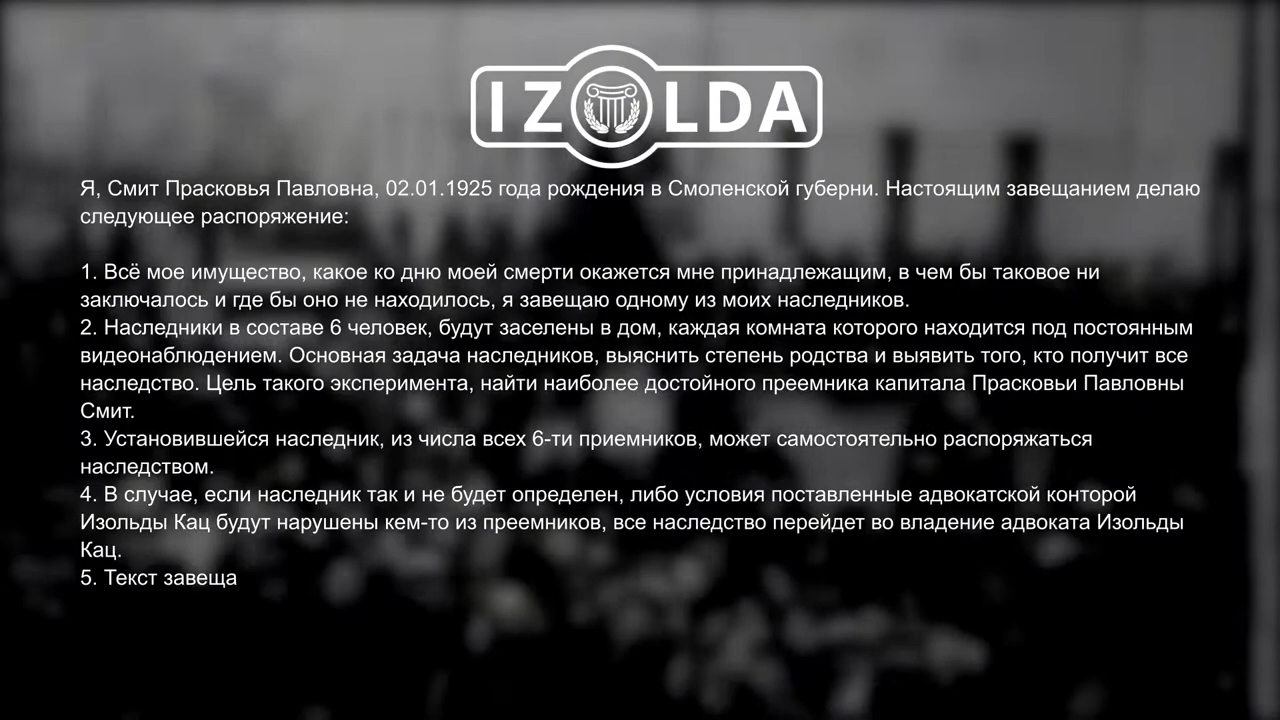 IZOLDA
Я, Смит Прасковья Павловна, 02.01.1925 года рождения в Смоленской губерни. Настоящим завещанием делаю
следующее распоряжение:
1. Всё мое имущество, какое ко дню моей смерти окажется мне принадлежащим, в чем бы таковое ни
заключалось и где бы оно не находилось, я завещаю одному из моих наследников.
2. Наследники в составе 6 человек, будут заселены в дом, каждая комната которого находится под постоянным
видеонаблюдением. Основная задача наследников, выяснить степень родства и выявить того, кто получит все
наследство. Цель такого эксперимента, найти наиболее достойного преемника капитала Прасковьи Павловны
Смит.
3. Установившейся наследник, из числа всех 6-ти приемников, может самостоятельно распоряжаться
наследством.
4. В случае, если наследник так и не будет определен, либо условия поставленные адвокатской конторой
Изольды Кац будут нарушены кем-то из преемников, все наследство перейдет во владение адвоката Изольды
Кац.
5. Текст завеща